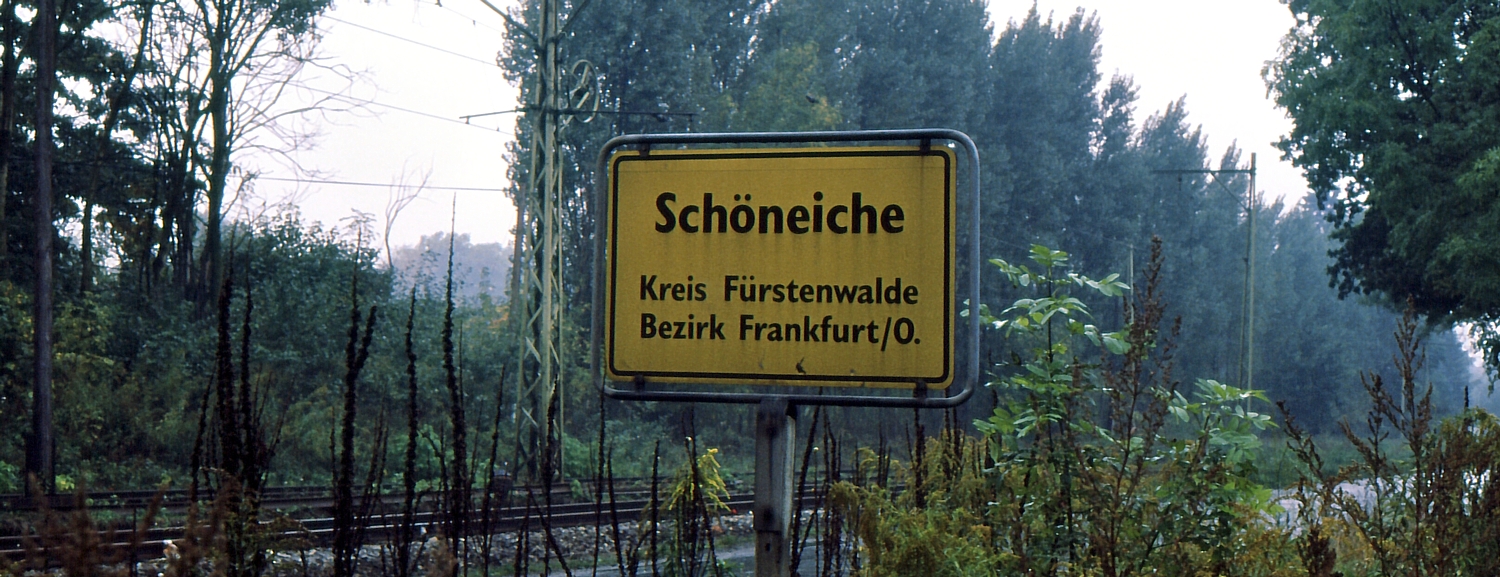 Schöneiche
Kreis Fürstenwalde
Bezirk Frankfurt/O.